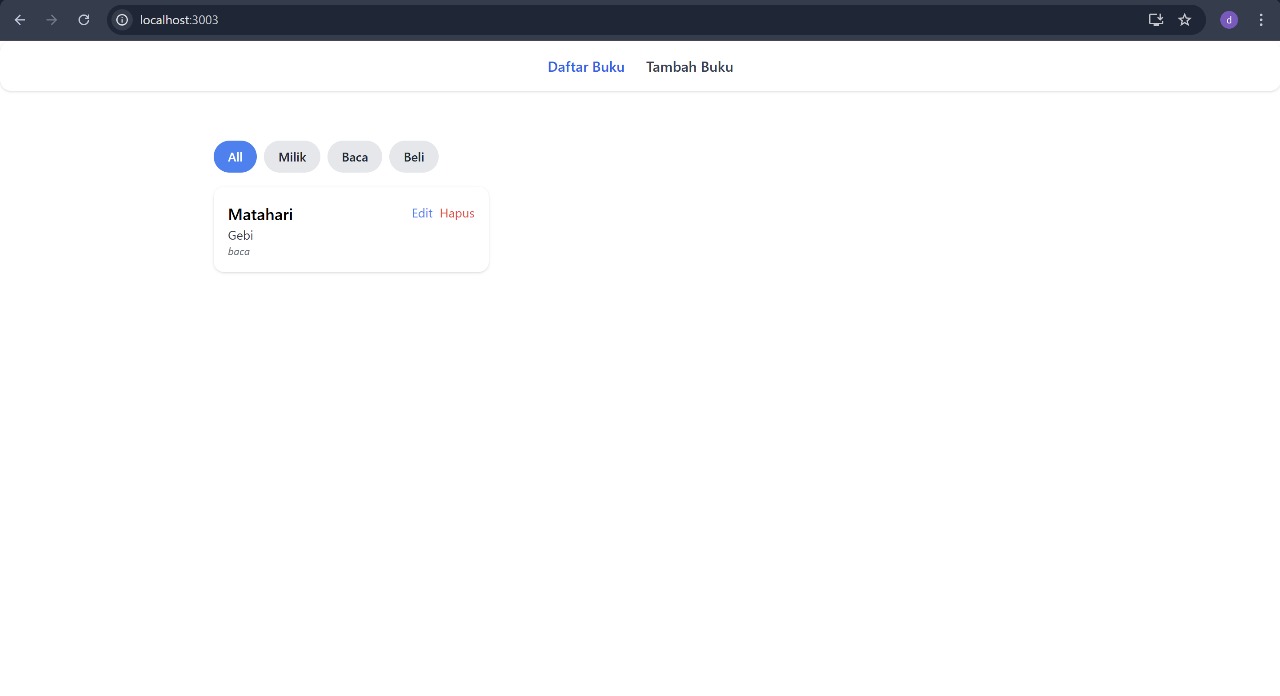 localhost:3003
d
Daftar Buku Tambah Buku
All Milik Baca Beli
Matahari Edit Hapus
Gebi
baca